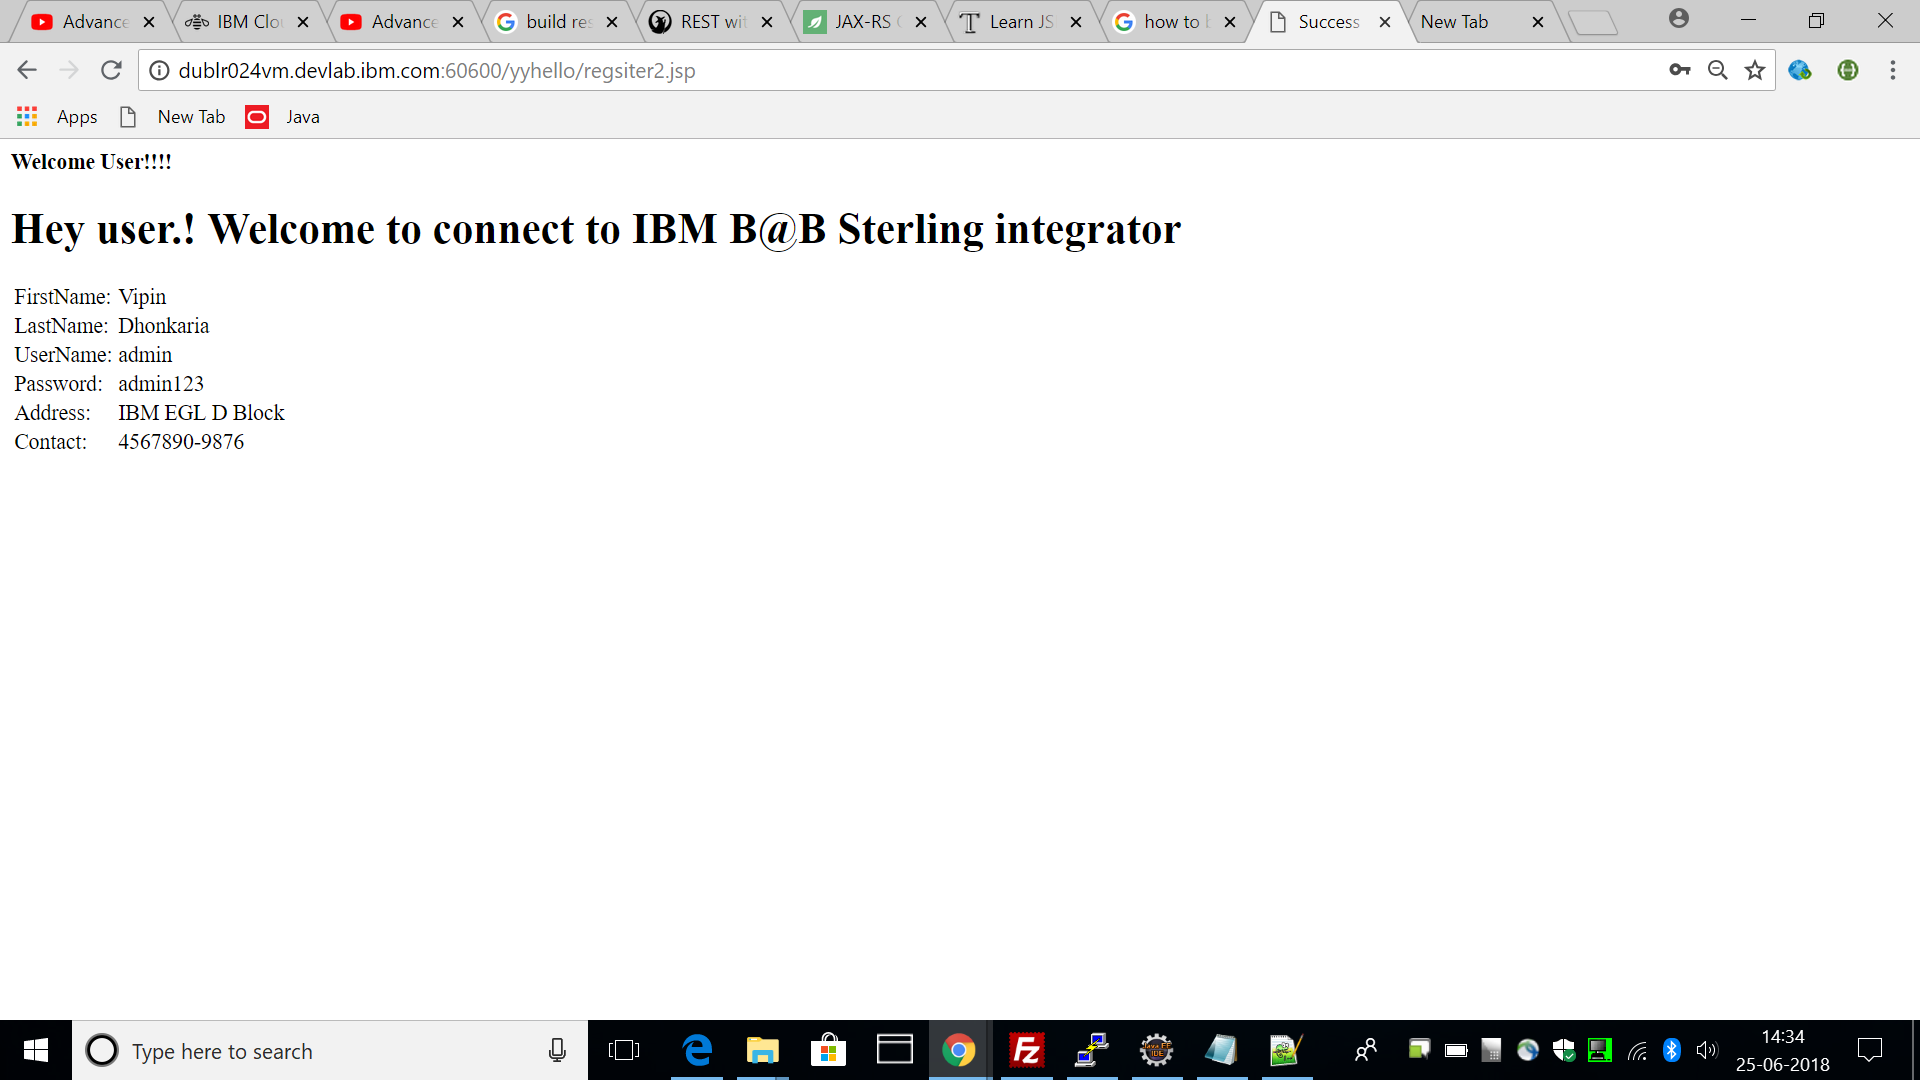 Advance
IBM Clou
Advance
build res
REST wit
JAX-RS
Learn JS
how to b
Success
New Tab
dublr024vm.devlab.ibm.com:60600/yyhello/regsiter2.jsp
Apps
New Tab
Java
Welcome User!!!!
Hey user.! Welcome to connect to IBM B@B Sterling integrator
FirstName: Vipin
LastName: Dhonkaria
UserName: admin
Password: admin123
Address: IBM EGL D Block
Contact: 4567890-9876
Type here to search
14:34
25-06-2018